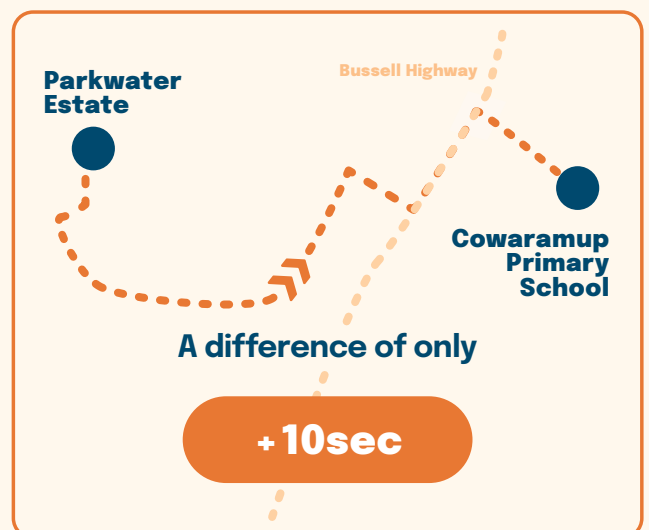 Bussell Highway
Parkwater
Estate
Cowaramup
Primary
School
A difference of only
+10sec